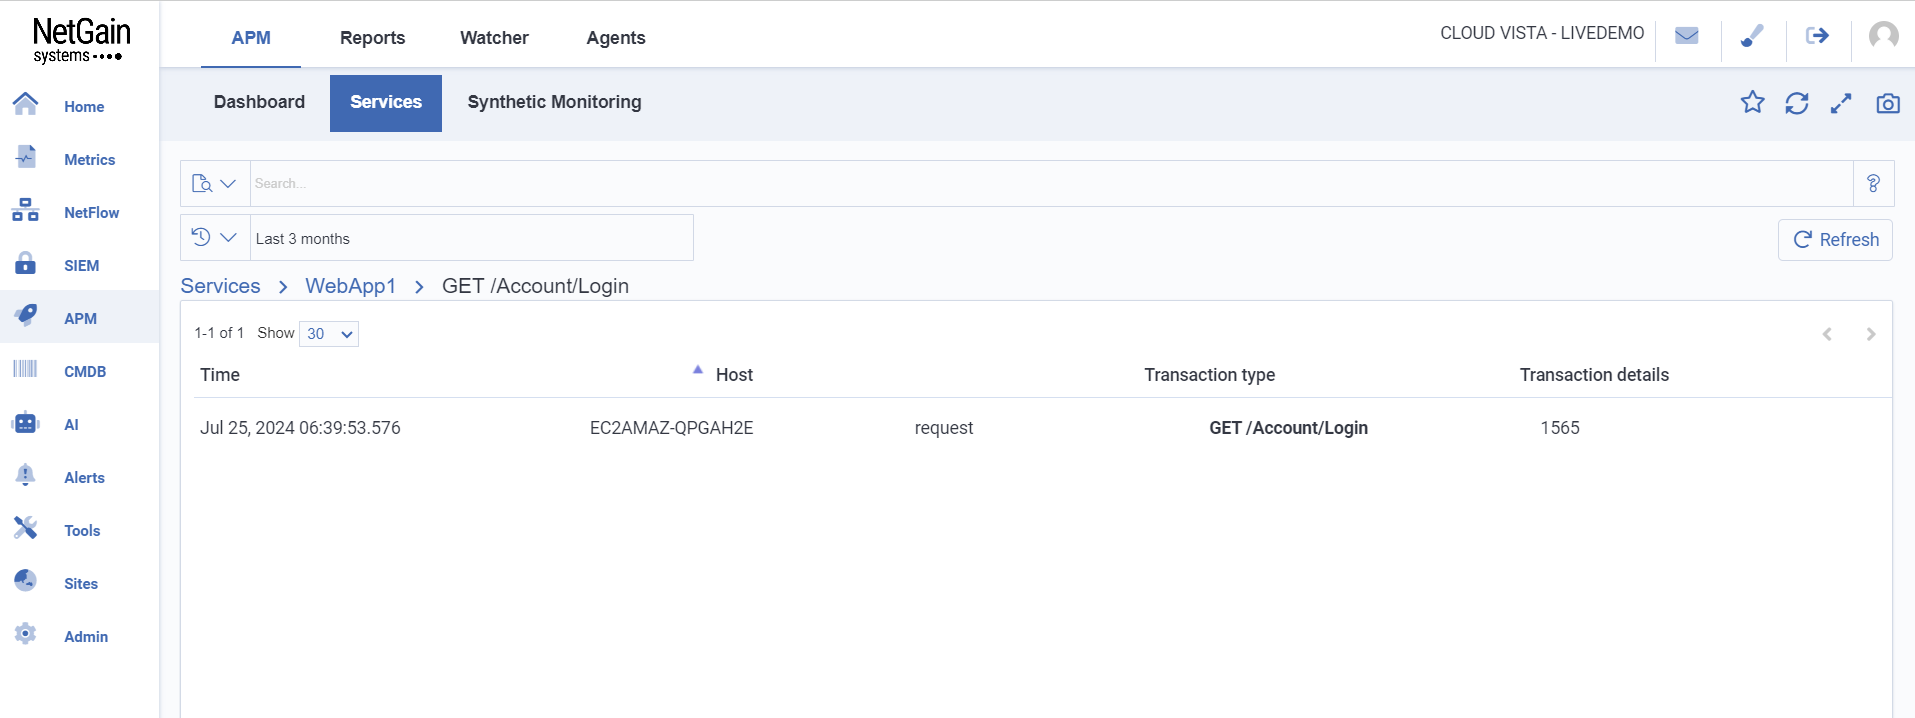 NetGain
systems
APM Reports Watcher Agents
CLOUD VISTA - LIVEDEMO
Dashboard Services Synthetic Monitoring
Home
Metrics
NetFlow
SIEM
APM
CMDB
AI
Alerts
Tools
Sites
Admin
Search...
Last 3 months
Refresh
Services > WebApp1 > GET /Account/Login
1-1 of 1 Show 30
Time Host Transaction type Transaction details
Jul 25, 2024 06:39:53.576 EC2AMAZ-QPGAH2E request GET /Account/Login 1565